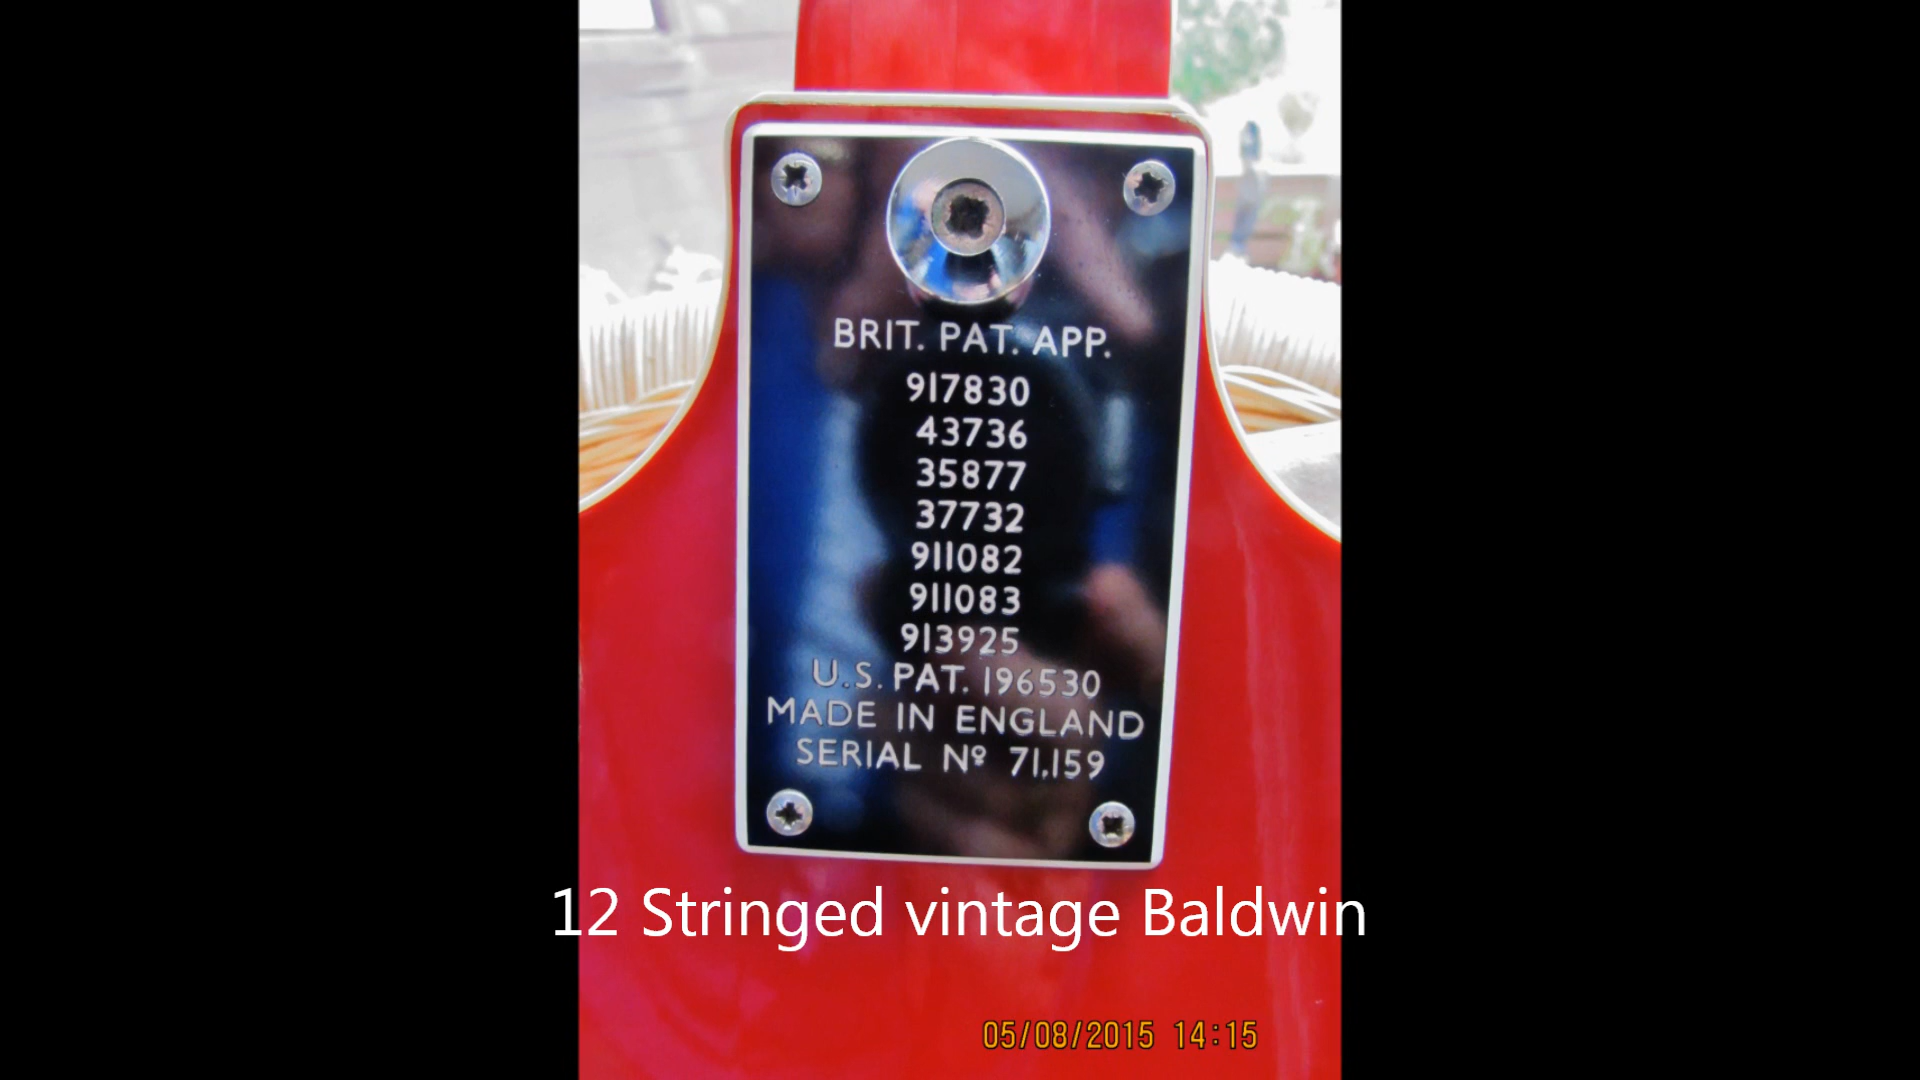 BRIT. PAT. APP.
917830
43736
35877
37732
911082
911083
913925
U.S. PAT. 196530
MADE IN ENGLAND
SERIAL Nº 71,159
12 Stringed vintage Baldwin
05/08/2015 14:15